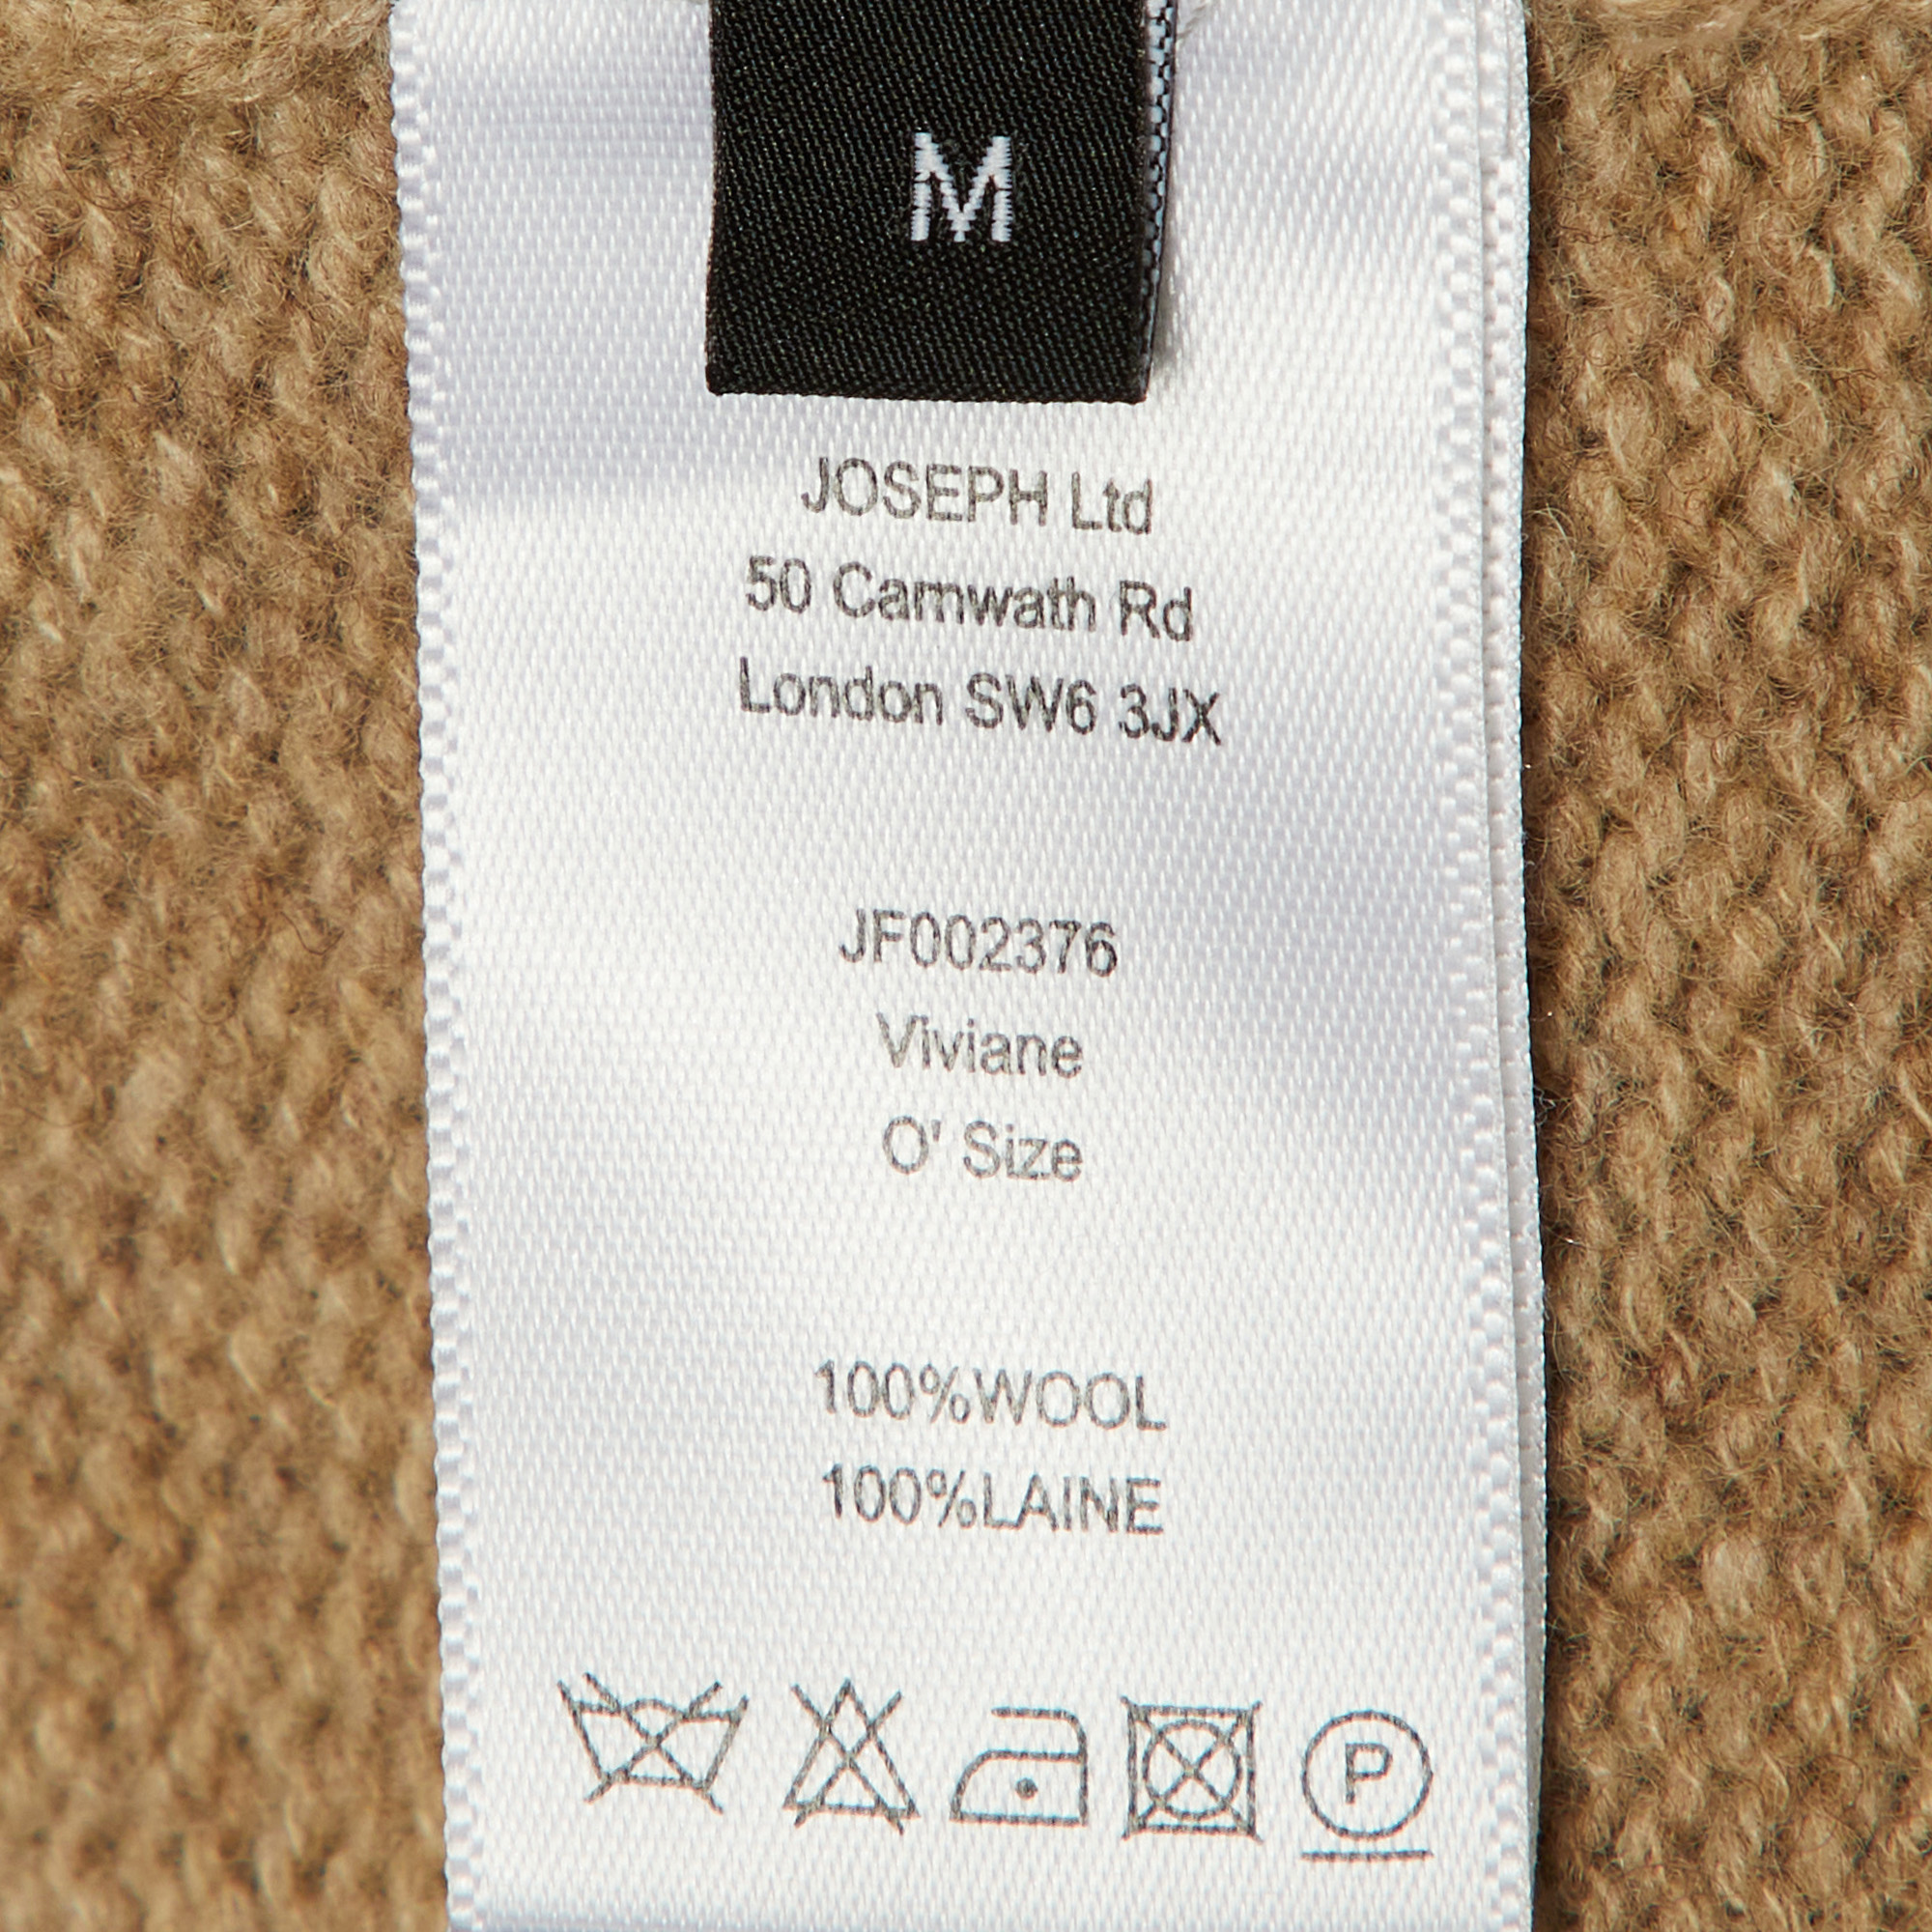 M
JOSEPH Ltd
50 Carnwath Rd
London SW6 3JX
JF002376
Viviane
O' Size
100%WOOL
100%LAINE
P